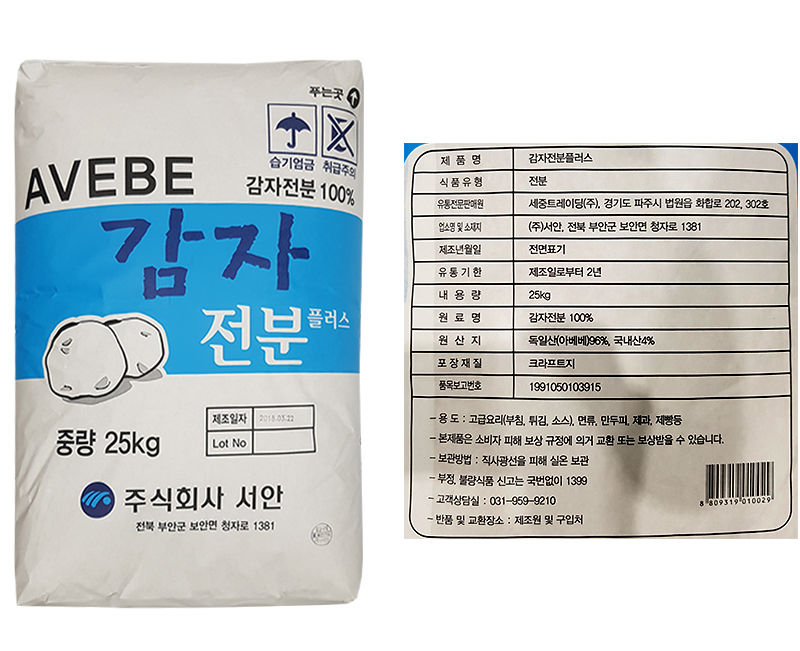 푸는곳
습기엄금 취급주의
AVEBE
감자전분 100%
감자
전분 플러스
제조일자 2018.03.22
Lot No
중량 25kg
주식회사 서안
전북 부안군 보안면 청자로 1381
제품명 감자전분플러스
식품유형 전분
유통전문판매원 세중트레이딩(주), 경기도 파주시 법원읍 화합로 202, 302호
업소명 및 소재지 (주)서안, 전북 부안군 보안면 청자로 1381
제조년월일 전면표기
유통기한 제조일로부터 2년
내용량 25kg
원료명 감자전분 100%
원산지 독일산(아베베)96%, 국내산4%
포장재질 크라프트지
품목보고번호 1991050103915
- 용도 : 고급요리(부침, 튀김, 소스), 면류, 만두피, 제과, 제빵등
- 본제품은 소비자 피해 보상 규정에 의거 교환 또는 보상받을 수 있습니다.
- 보관방법 : 직사광선을 피해 실온 보관
- 부정, 불량식품 신고는 국번없이 1399
- 고객상담실 : 031-959-9210
- 반품 및 교환장소 : 제조원 및 구입처
8 809319 010029